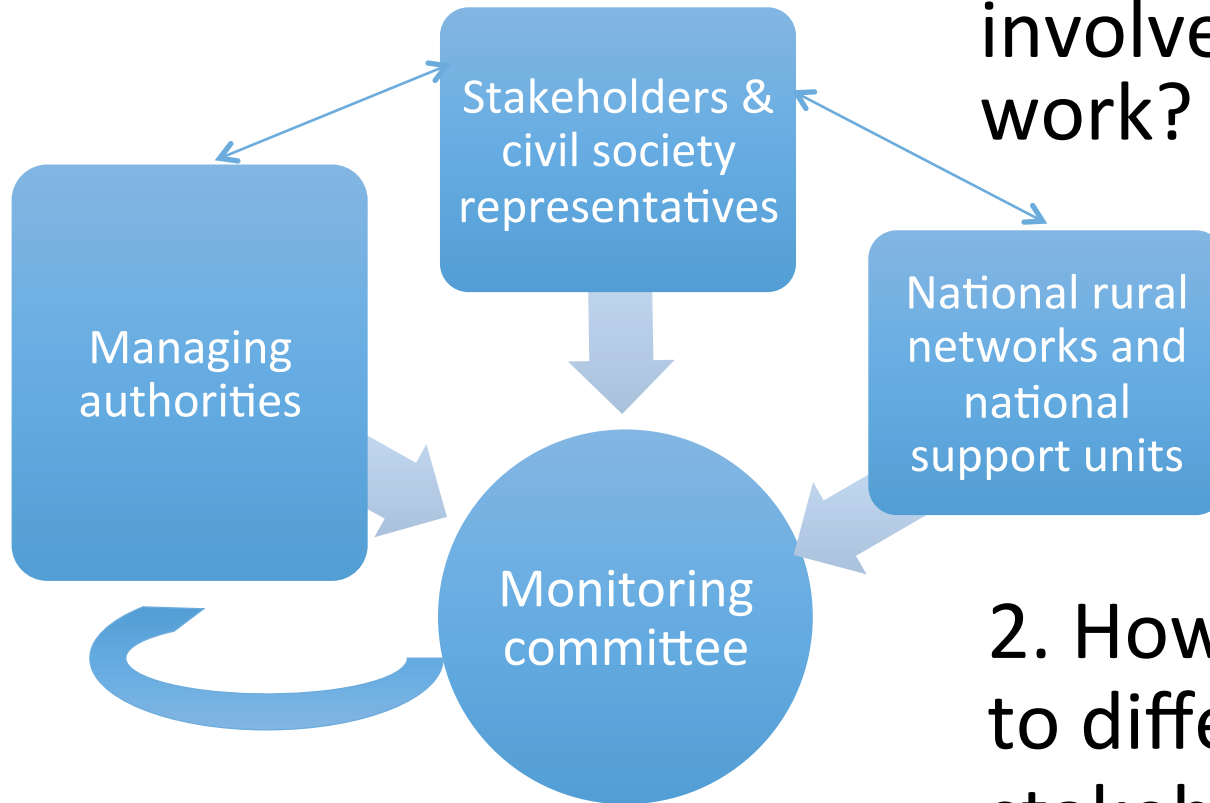 involve
work?
Stakeholders &
civil society
representatives
National rural
networks and
national
support units
Managing
authorities
Monitoring
committee
2. How
to diffe